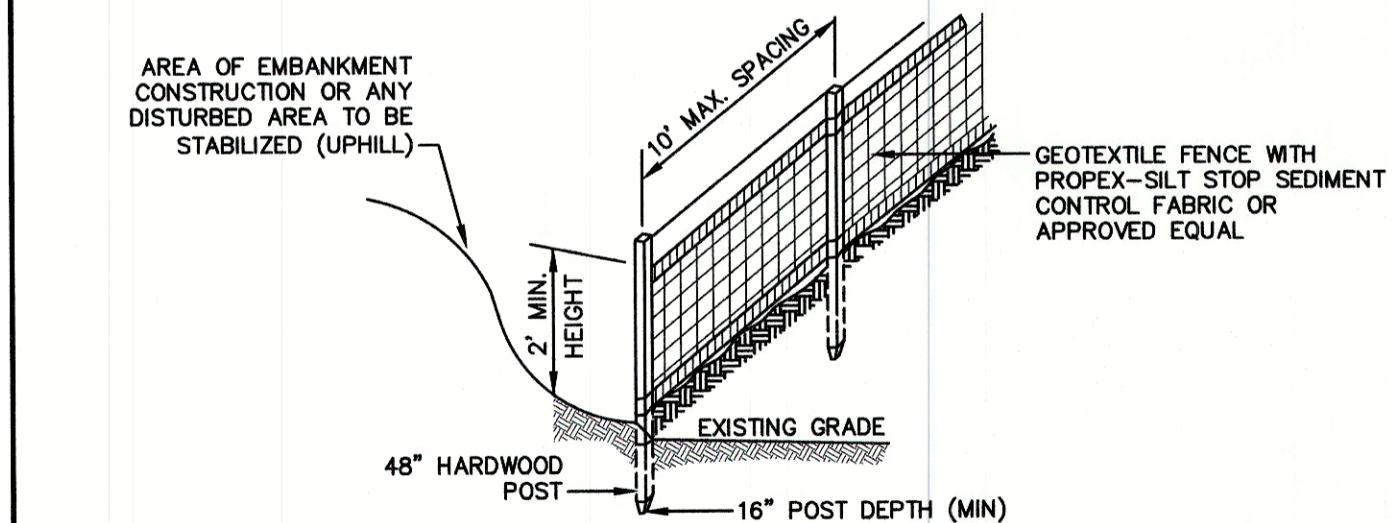 AREA OF EMBANKMENT
CONSTRUCTION OR ANY
DISTURBED AREA TO BE
STABILIZED (UPHILL)
10' MAX. SPACING
GEOTEXTILE FENCE WITH
PROPEX-SILT STOP SEDIMENT
CONTROL FABRIC OR
APPROVED EQUAL
2' MIN.
HEIGHT
EXISTING GRADE
48" HARDWOOD
POST
16" POST DEPTH (MIN)